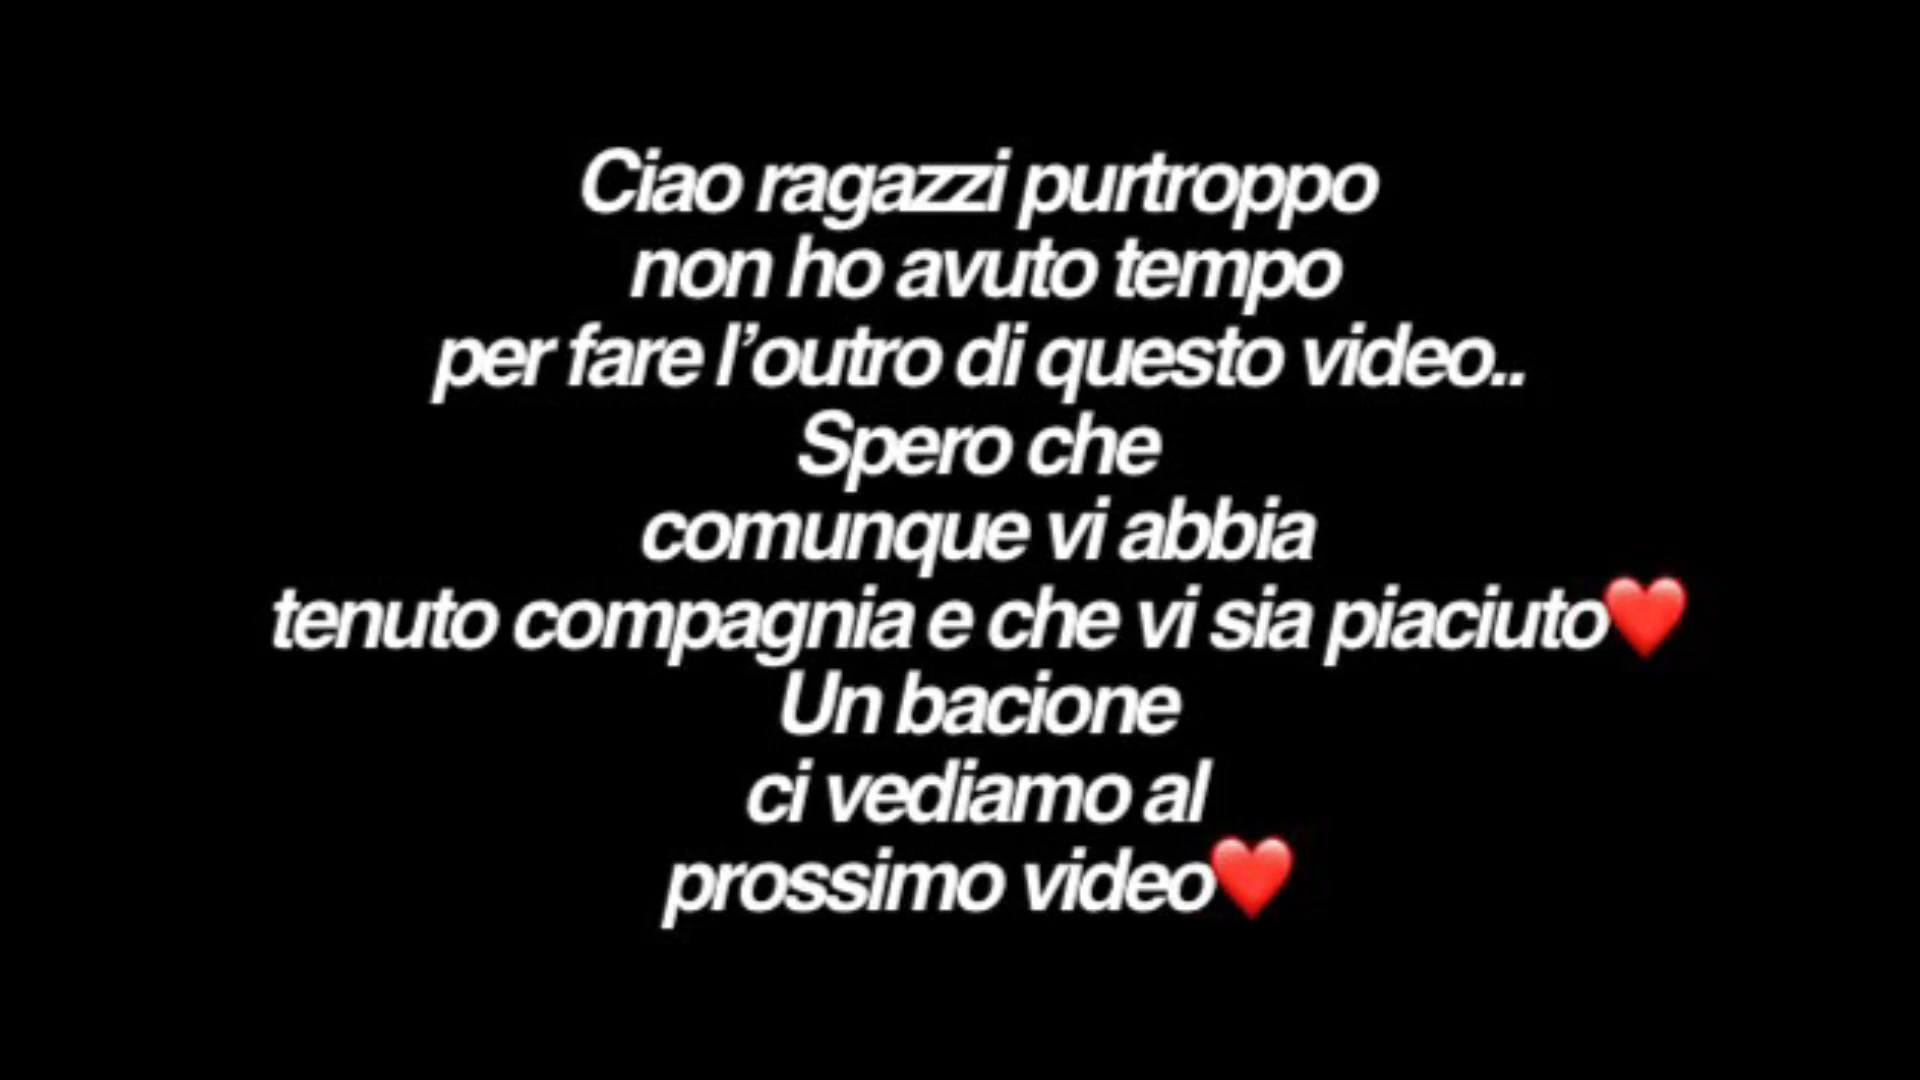 Ciao ragazzi purtroppo
non ho avuto tempo
per fare l’outro di questo video..
Spero che
comunque vi abbia
tenuto compagnia e che vi sia piaciuto❤️
Un bacione
ci vediamo al
prossimo video❤️